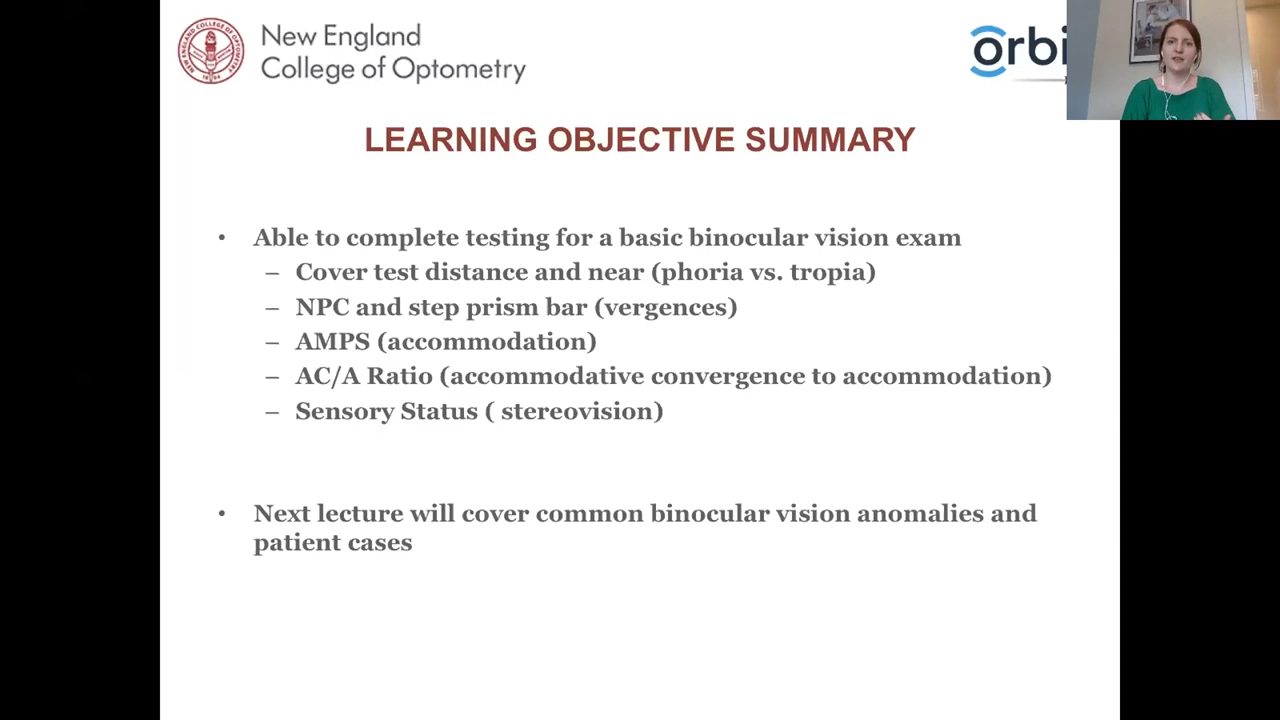 New England
College of Optometry
LEARNING OBJECTIVE SUMMARY
• Able to complete testing for a basic binocular vision exam
– Cover test distance and near (phoria vs. tropia)
– NPC and step prism bar (vergences)
– AMPS (accommodation)
– AC/A Ratio (accommodative convergence to accommodation)
– Sensory Status ( stereovision)
• Next lecture will cover common binocular vision anomalies and
patient cases